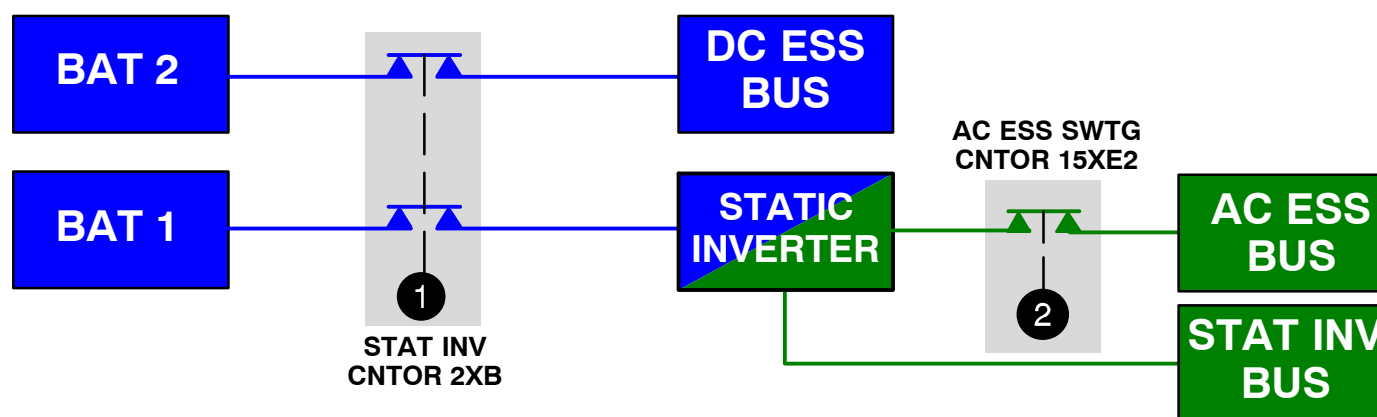 BAT 2
DC ESS
BUS
AC ESS SWTG
CNTOR 15XE2
BAT 1
STATIC
INVERTER
AC ESS
BUS
1
2
STAT INV
CNTOR 2XB
STAT INV
BUS